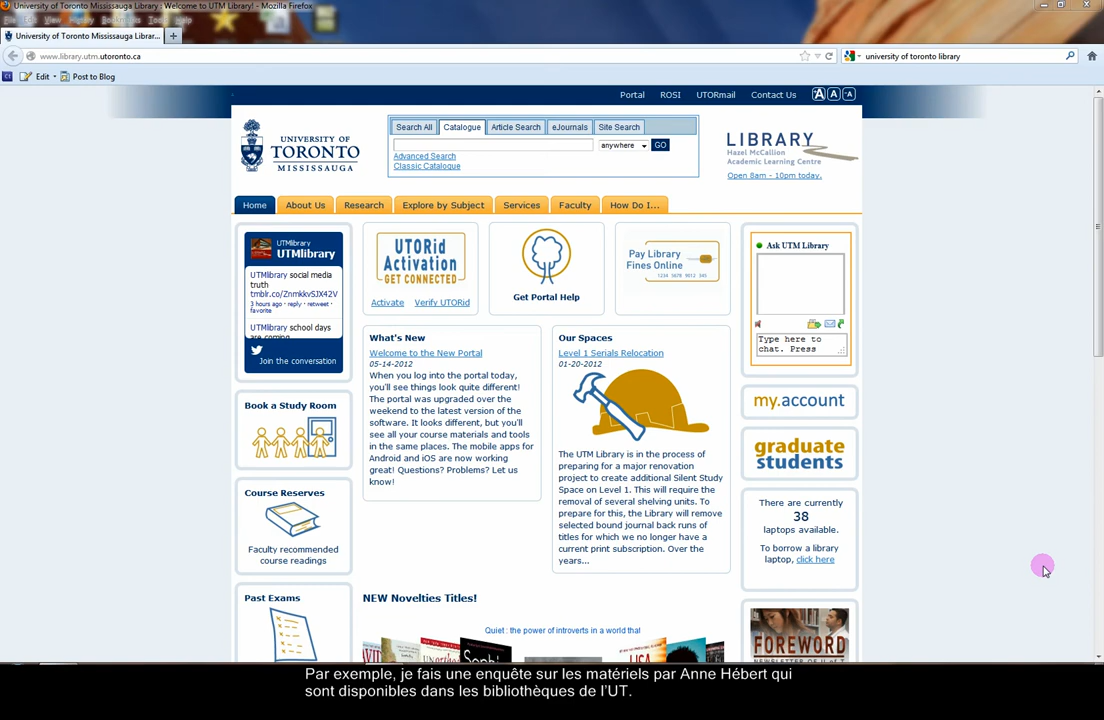 University of Toronto Mississauga Library : Welcome to UTM Library! - Mozilla Firefox
File Edit View History Bookmarks Tools Help
University of Toronto Mississauga Librar...
www.library.utm.utoronto.ca
university of toronto library
Edit Post to Blog
Portal ROSI UTORmail Contact Us A A A
UNIVERSITY OF
TORONTO
MISSISSAUGA
Search All Catalogue Article Search eJournals Site Search
anywhere GO
Advanced Search
Classic Catalogue
LIBRARY
Hazel McCallion
Academic Learning Centre
Open 8am - 10pm today.
Home About Us Research Explore by Subject Services Faculty How Do I...
UTMlibrary
UTMlibrary
UTMlibrary social media
truth
tmblr.co/ZnmkkvSJX42V
3 hours ago · reply · retweet ·
favorite
UTMlibrary school days
are coming
Join the conversation
UTORid
Activation
GET CONNECTED
Activate Verify UTORid
Get Portal Help
Pay Library
Fines Online
1234 5678 9012 345
Ask UTM Library
Type here to
chat. Press
What's New
Welcome to the New Portal
05-14-2012
When you log into the portal today,
you'll see things look quite different!
The portal was upgraded over the
weekend to the latest version of the
software. It looks different, but you'll
see all your course materials and tools
in the same places. The mobile apps for
Android and iOS are now working
great! Questions? Problems? Let us
know!
Our Spaces
Level 1 Serials Relocation
01-20-2012
The UTM Library is in the process of
preparing for a major renovation
project to create additional Silent Study
Space on Level 1. This will require the
removal of several shelving units. To
prepare for this, the Library will remove
selected bound journal back runs of
titles for which we no longer have a
current print subscription. Over the
years...
my.account
graduate
students
There are currently
38
laptops available.
To borrow a library
laptop, click here
Book a Study Room
Course Reserves
Faculty recommended
course readings
Past Exams
NEW Novelties Titles!
Quiet : the power of introverts in a world that
FOREWORD
Par exemple, je fais une enquête sur les matériels par Anne Hébert qui
sont disponibles dans les bibliothèques de l'UT.